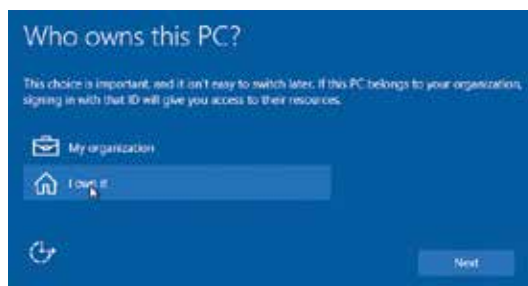 Who owns this PC?
This choice is important, and it isn't easy to switch later. If this PC belongs to your organization,
signing in with that ID will give you access to their resources.
My organization
I own it
Next